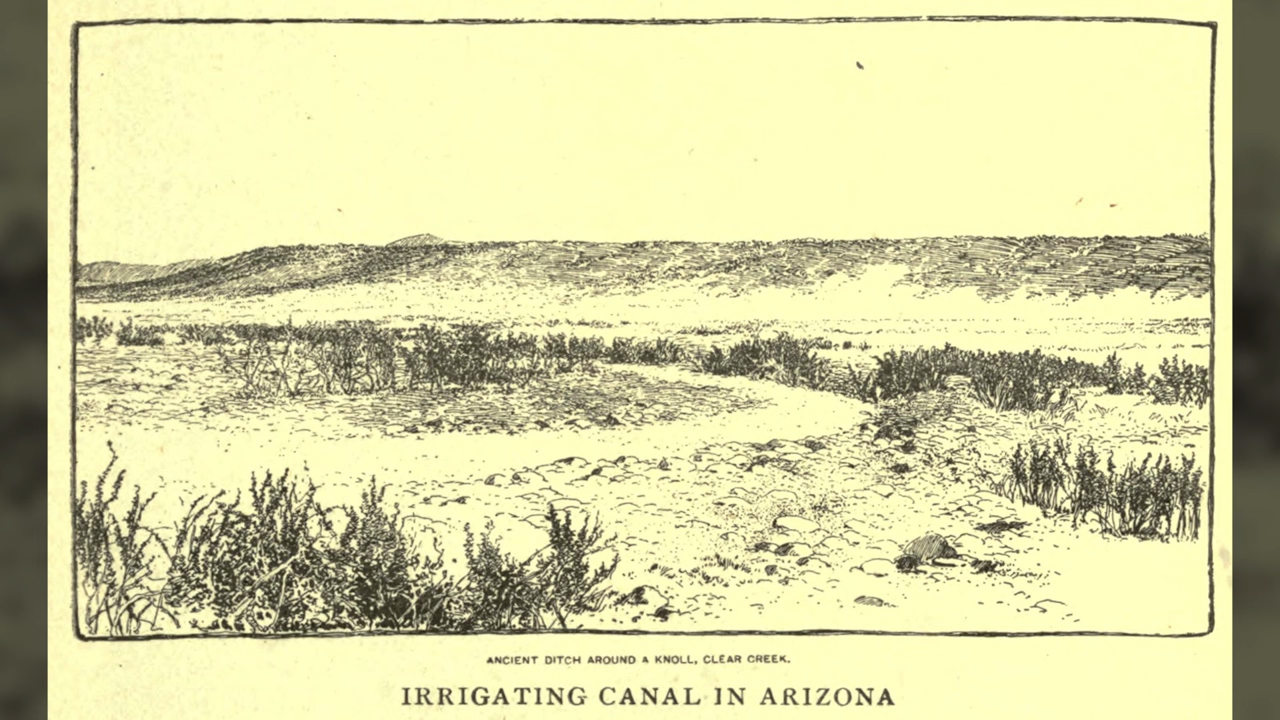 ANCIENT DITCH AROUND A KNOLL, CLEAR CREEK.
IRRIGATING CANAL IN ARIZONA